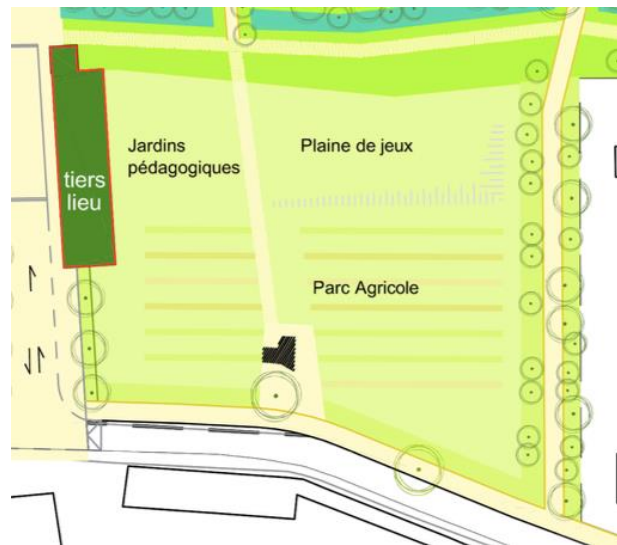 Jardins
pédagogiques
Plaine de jeux
tiers
lieu
Parc Agricole